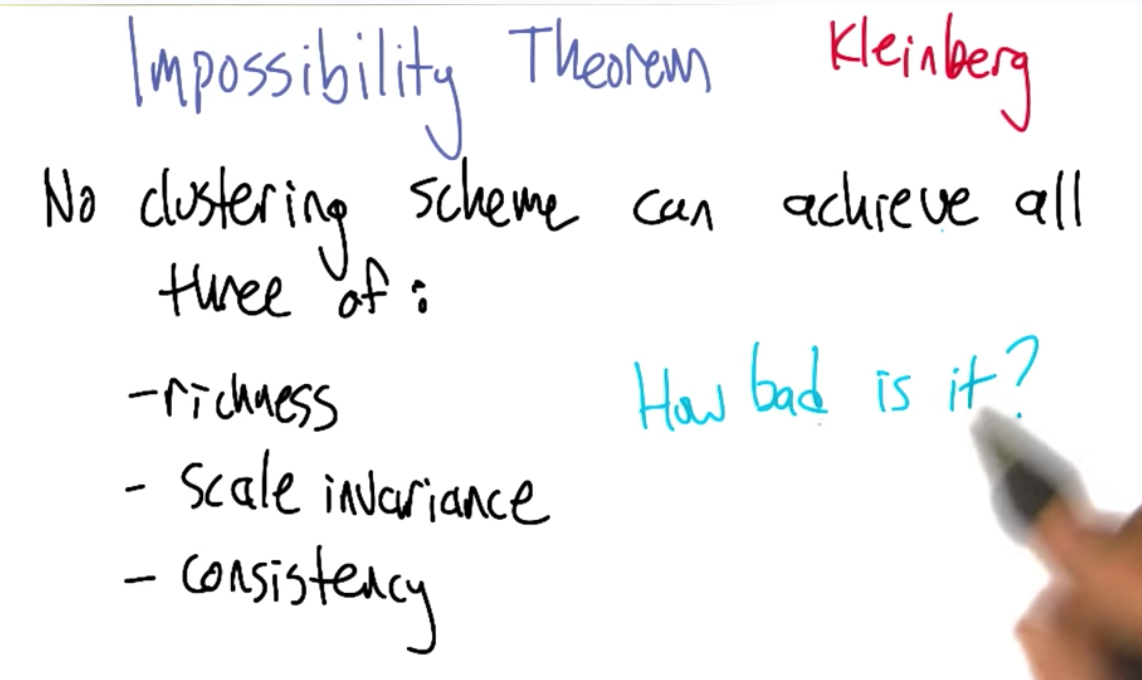 Impossibility Theorem Kleinberg
No clustering scheme can achieve all
three of:
-richness
How bad is it?
- scale invariance
- consistency